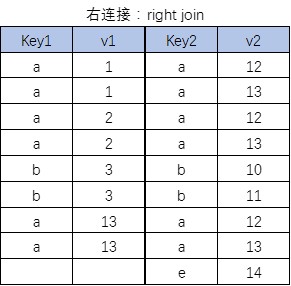 右连接：right join
Key1 v1 Key2 v2
a 1 a 12
a 1 a 13
a 2 a 12
a 2 a 13
b 3 b 10
b 3 b 11
a 13 a 12
a 13 a 13
e 14